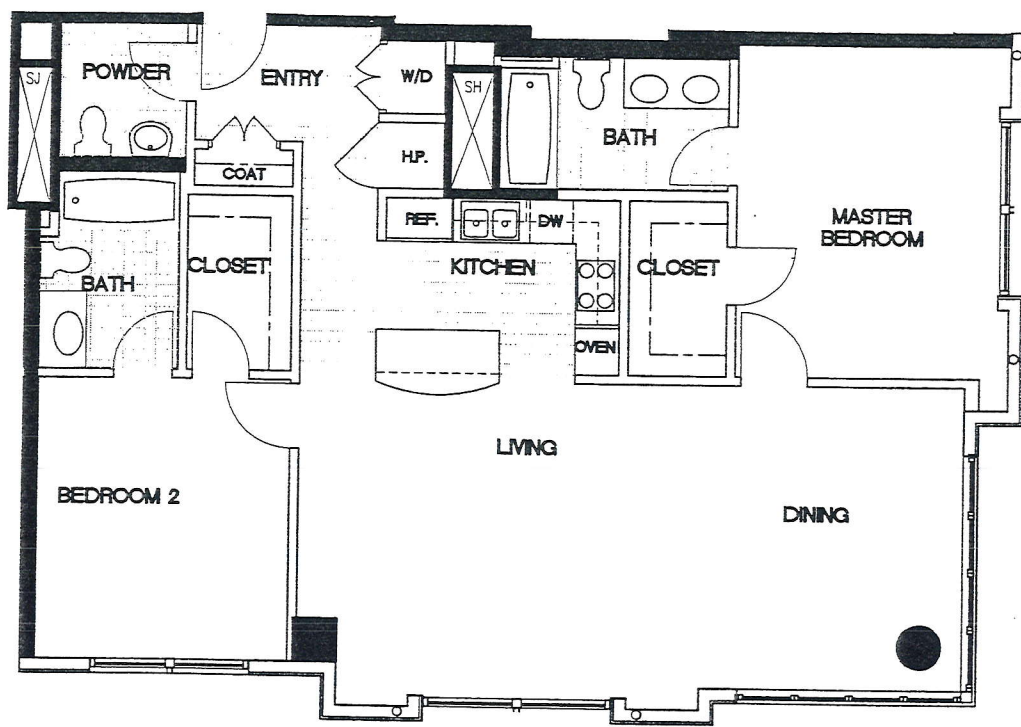 SJ
POWDER
ENTRY
W/D
SH
BATH
H.P.
COAT
REF.
DW
MASTER
BEDROOM
CLOSET
KITCHEN
CLOSET
BATH
OVEN
LIVING
BEDROOM 2
DINING